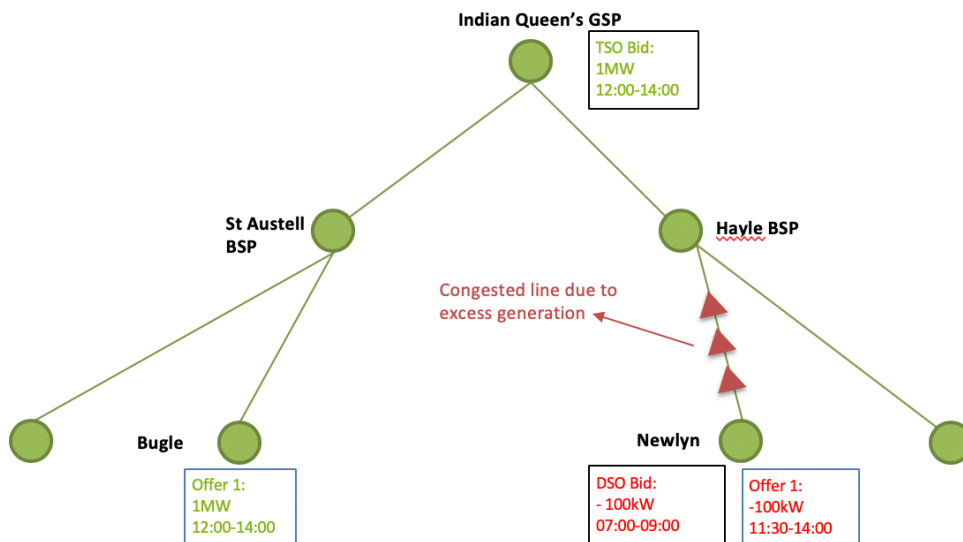 Indian Queen’s GSP
TSO Bid:
1MW
12:00-14:00
St Austell
BSP
Hayle BSP
Congested line due to
excess generation
Bugle
Newlyn
Offer 1:
1MW
12:00-14:00
DSO Bid:
- 100kW
07:00-09:00
Offer 1:
-100kW
11:30-14:00